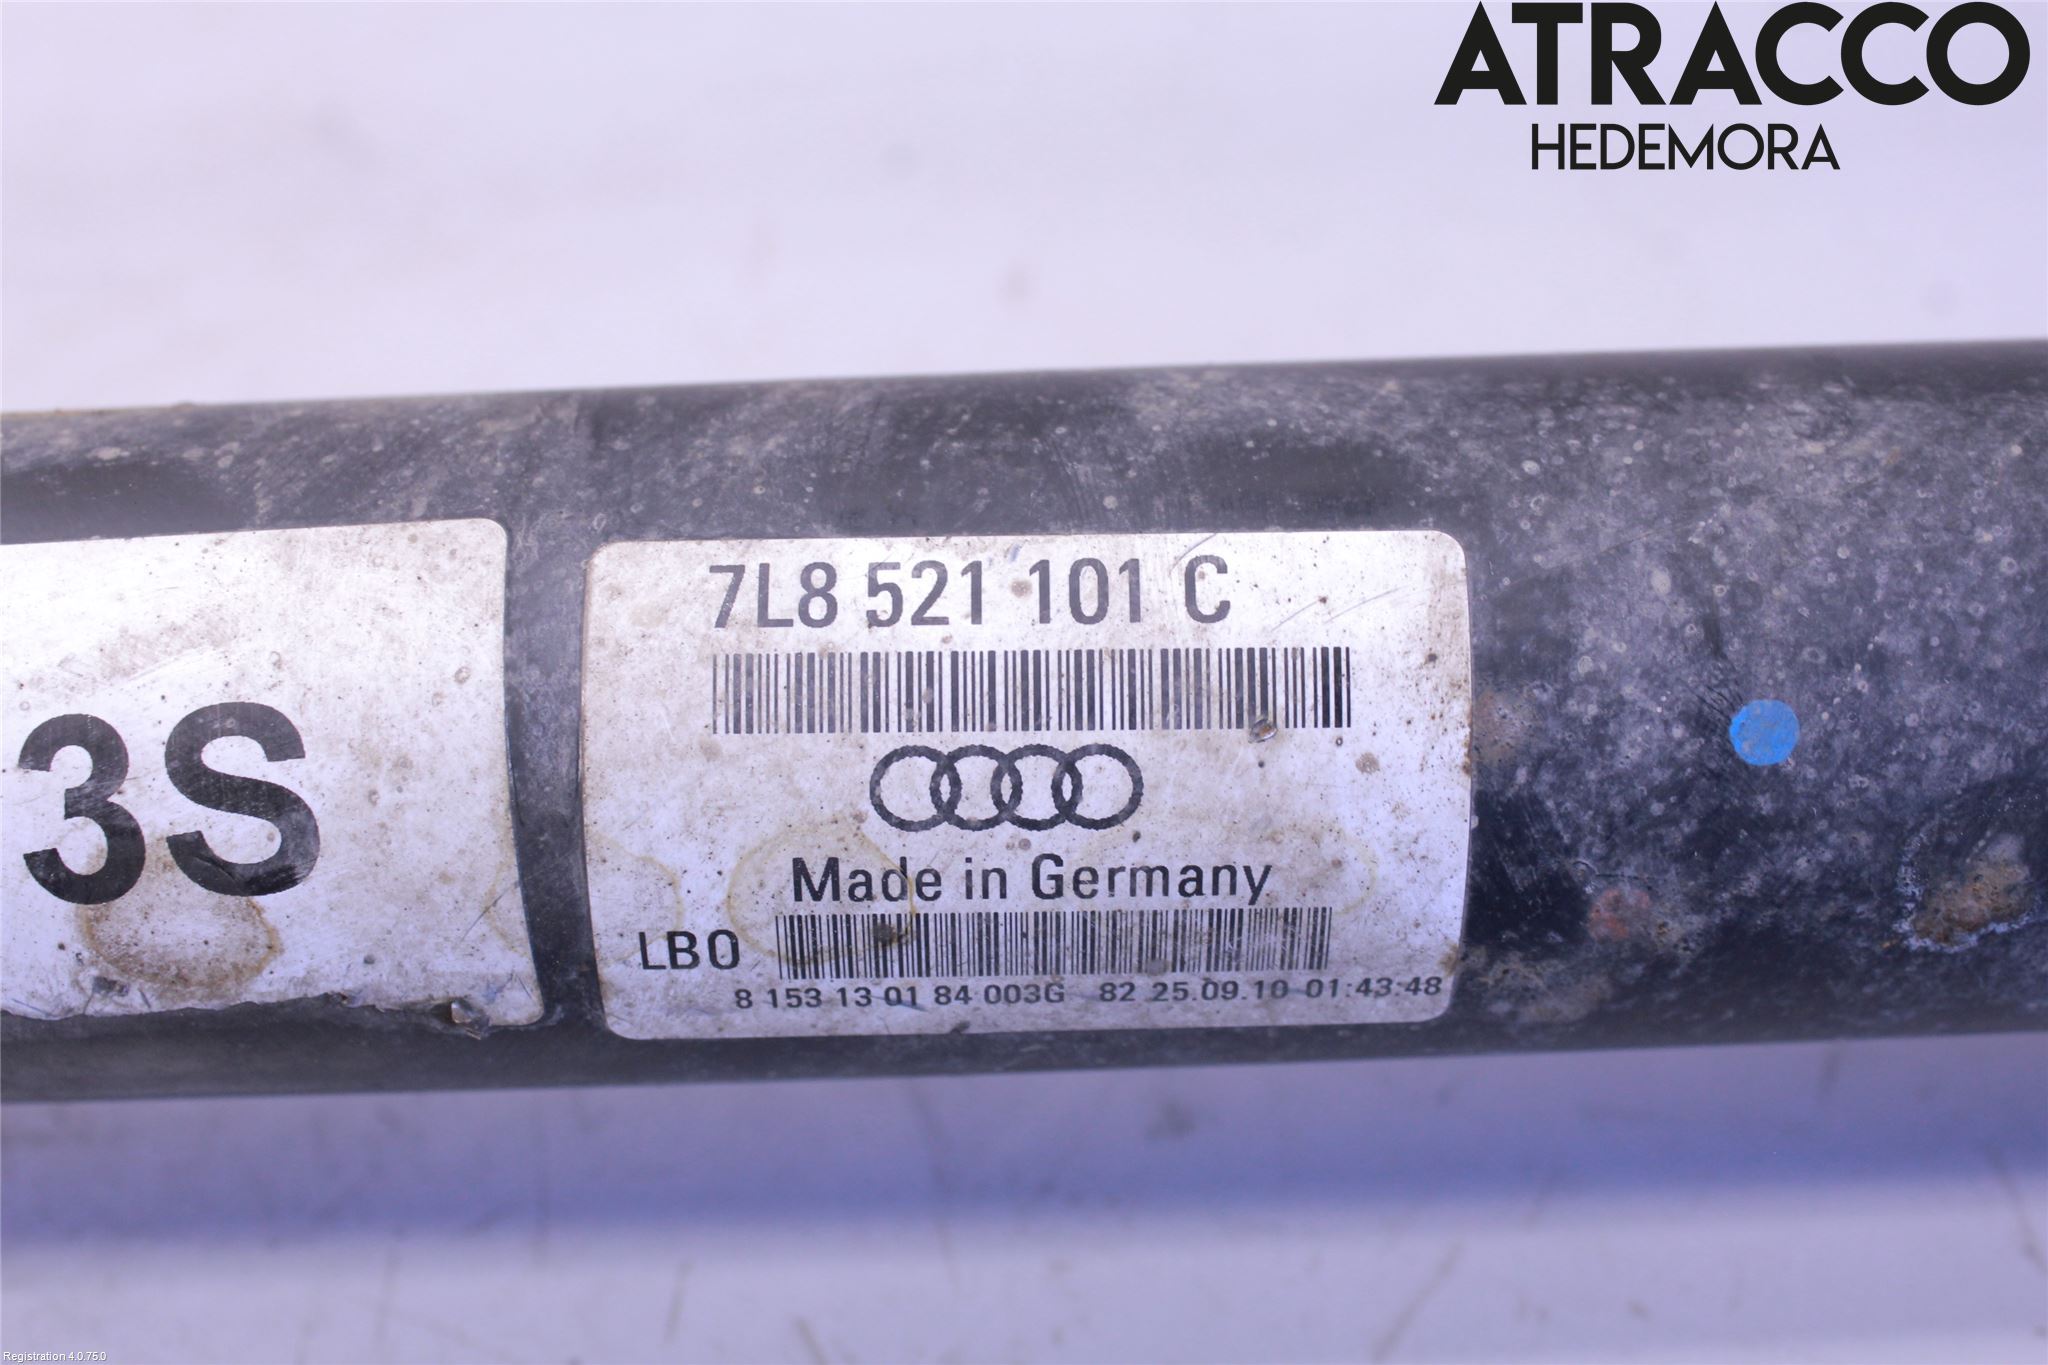 ATRACCO
HEDEMORA
3S
7L8 521 101 C
Made in Germany
LB0
8 153 13 01 84 003G 82 25.09.10 01:43:48
Registration 4.0.75.0